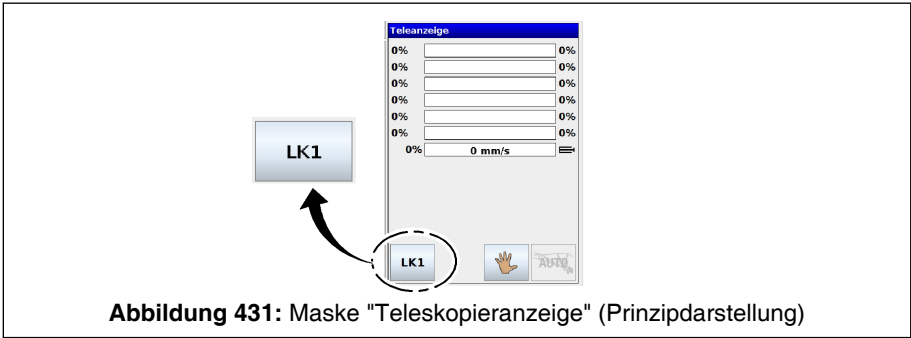 Teleanzeige
0% 0%
0% 0%
0% 0%
0% 0%
0% 0%
0% 0%
0% 0 mm/s
LK1
LK1 AUTO
Abbildung 431: Maske "Teleskopieranzeige" (Prinzipdarstellung)